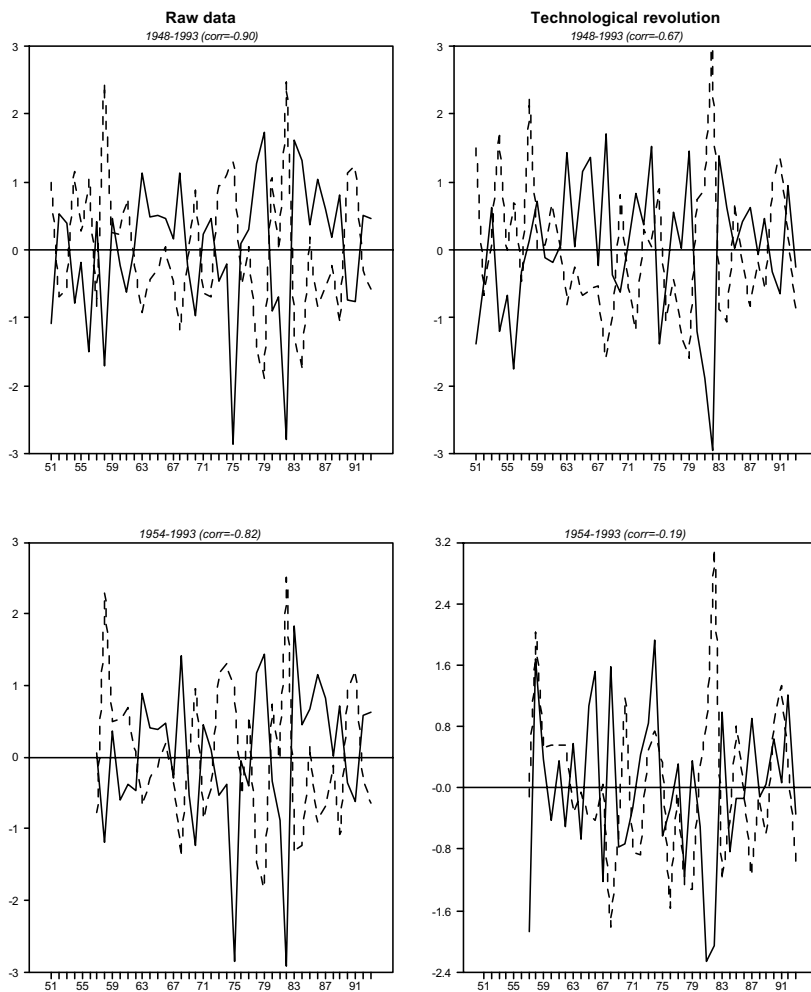 Raw data
1948-1993 (corr=-0.90)
3
2
1
0
-1
-2
-3
51 55 59 63 67 71 75 79 83 87 91
Technological revolution
1948-1993 (corr=-0.67)
3
2
1
0
-1
-2
-3
51 55 59 63 67 71 75 79 83 87 91
1954-1993 (corr=-0.82)
3
2
1
0
-1
-2
-3
51 55 59 63 67 71 75 79 83 87 91
1954-1993 (corr=-0.19)
3.2
2.4
1.6
0.8
-0.0
-0.8
-1.6
-2.4
51 55 59 63 67 71 75 79 83 87 91